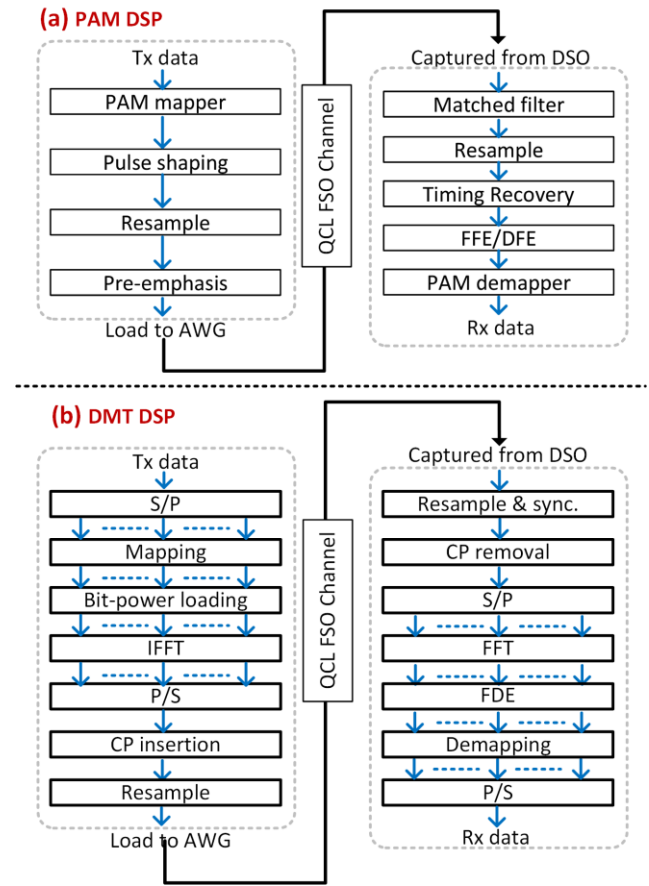 (a) PAM DSP
Tx data
PAM mapper
Pulse shaping
Resample
Pre-emphasis
Load to AWG
QCL FSO Channel
Captured from DSO
Matched filter
Resample
Timing Recovery
FFE/DFE
PAM demapper
Rx data
(b) DMT DSP
Tx data
S/P
Mapping
Bit-power loading
IFFT
P/S
CP insertion
Resample
Load to AWG
QCL FSO Channel
Captured from DSO
Resample & sync.
CP removal
S/P
FFT
FDE
Demapping
P/S
Rx data